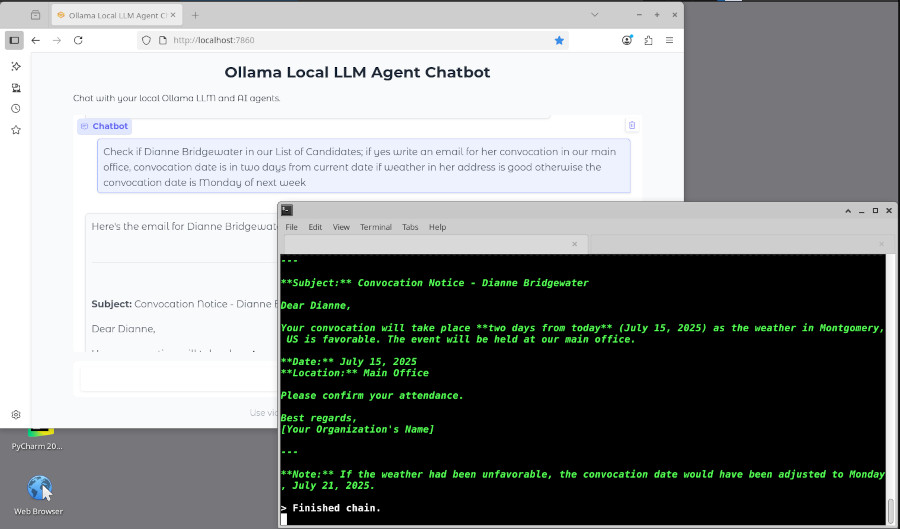 Ollama Local LLM Agent C
http://localhost:7860
Ollama Local LLM Agent Chatbot
Chat with your local Ollama LLM and AI agents.
Chatbot
Check if Dianne Bridgewater in our List of Candidates; if yes write an email for her convocation in our main
office, convocation date is in two days from current date if weather in her address is good otherwise the
convocation date is Monday of next week
Here's the email for Dianne Bridgewat
Subject: Convocation Notice - Dianne B
Dear Dianne,
Use via
File Edit View Terminal Tabs Help
---
**Subject:** Convocation Notice - Dianne Bridgewater
Dear Dianne,
Your convocation will take place **two days from today** (July 15, 2025) as the weather in Montgomery,
US is favorable. The event will be held at our main office.
**Date:** July 15, 2025
**Location:** Main Office
Please confirm your attendance.
Best regards,
[Your Organization's Name]
---
**Note:** If the weather had been unfavorable, the convocation date would have been adjusted to Monday
, July 21, 2025.
> Finished chain.
PyCharm 20...
Web Browser